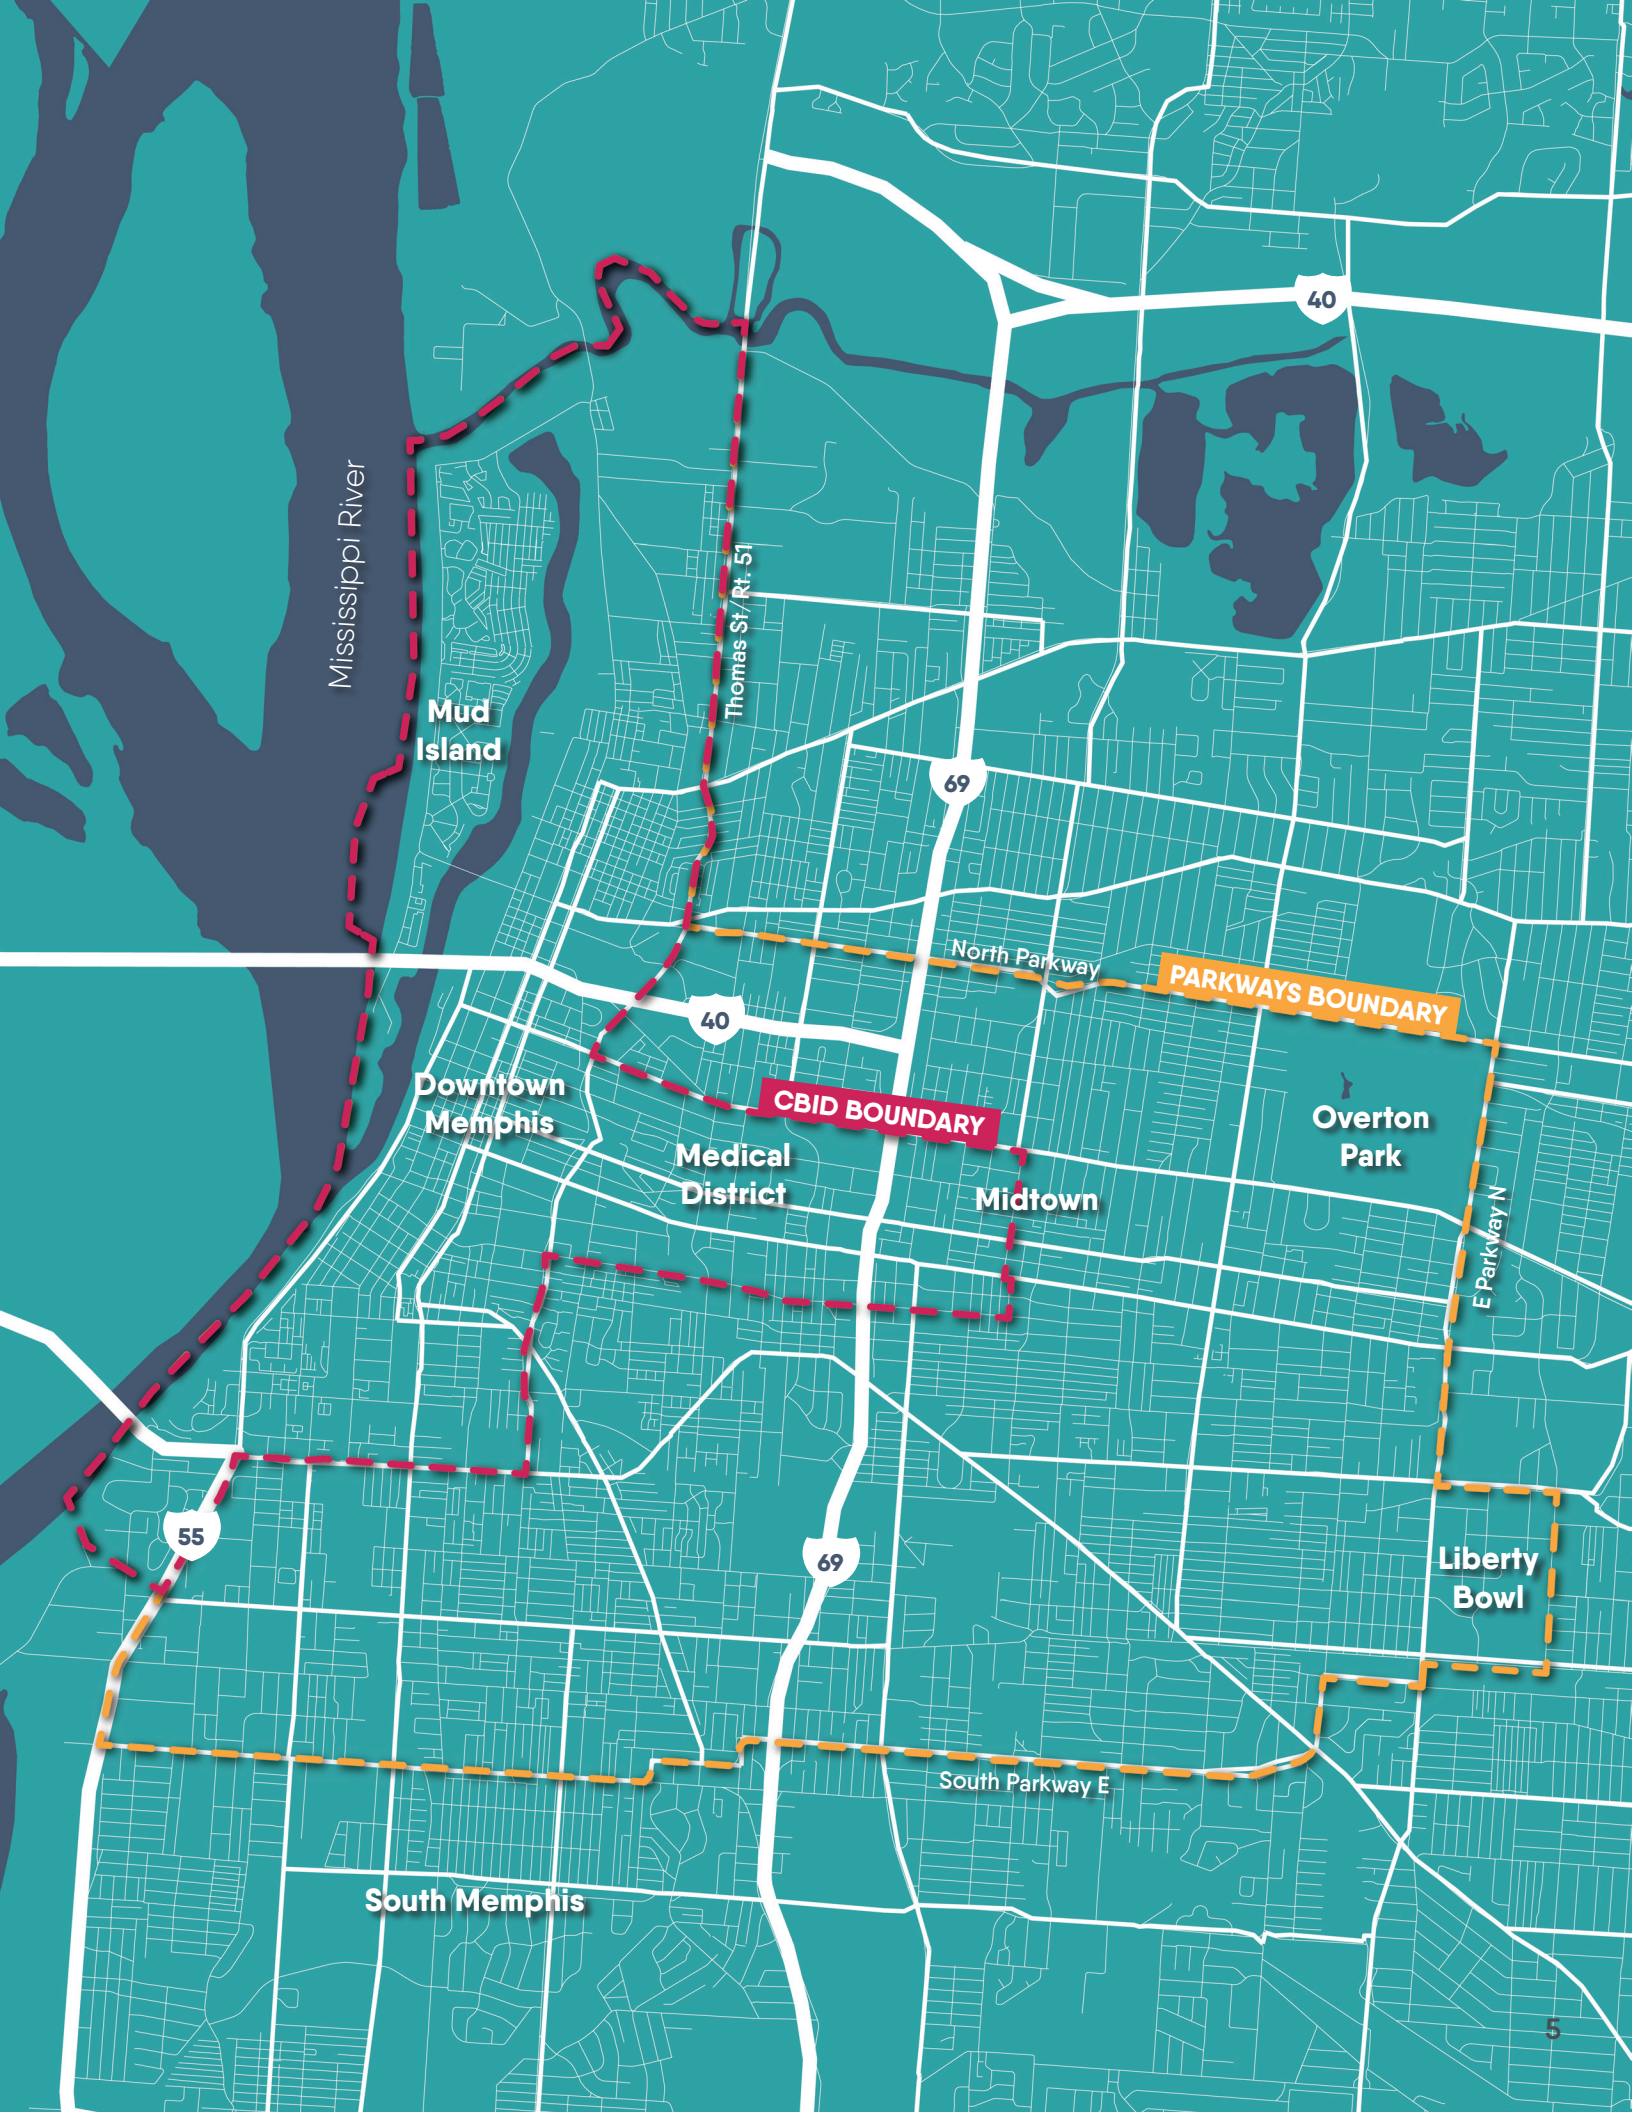 40
Mississippi River
Thomas St/Rt. 51
Mud
Island
69
North Parkway
PARKWAYS BOUNDARY
40
Downtown
Memphis
CBID BOUNDARY
Overton
Park
Medical
District
Midtown
E Parkway N
55
69
Liberty
Bowl
South Parkway E
South Memphis
5